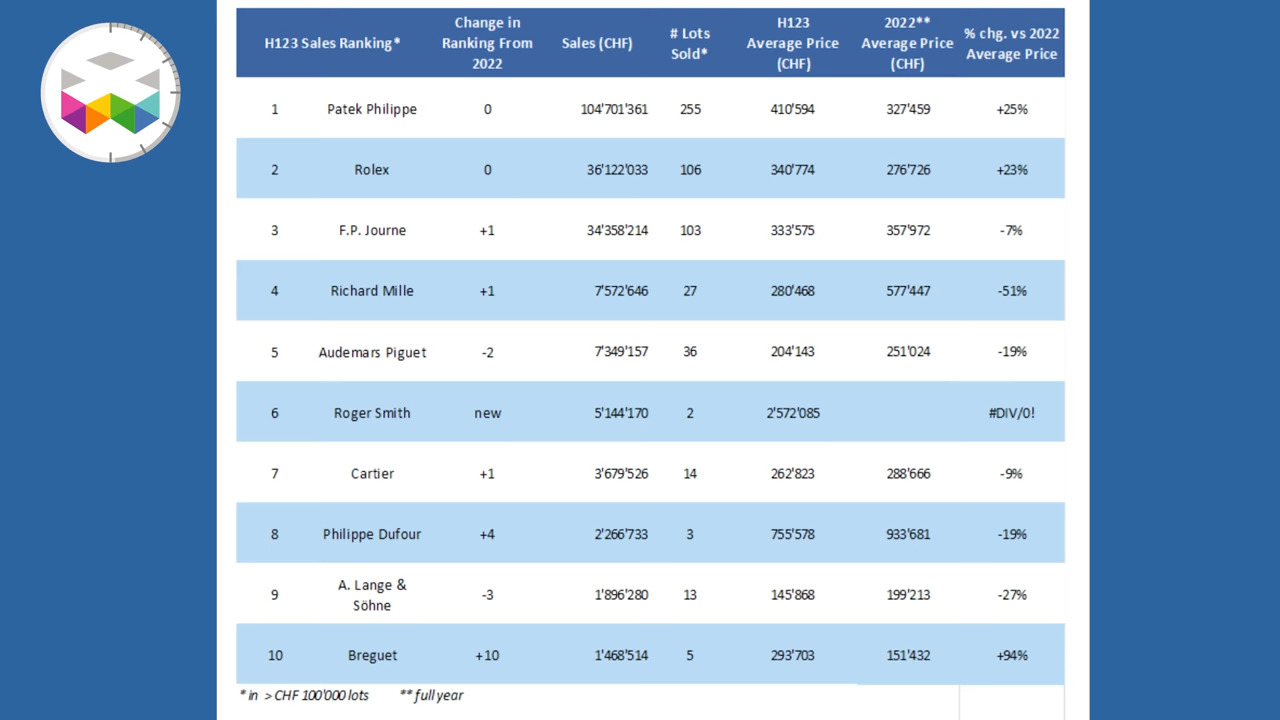 H123 Sales Ranking* Change in Ranking From 2022 Sales (CHF) # Lots Sold* H123 Average Price (CHF) 2022** Average Price (CHF) % chg. vs 2022 Average Price
1 Patek Philippe 0 104'701'361 255 410'594 327'459 +25%
2 Rolex 0 36'122'033 106 340'774 276'726 +23%
3 F.P. Journe +1 34'358'214 103 333'575 357'972 -7%
4 Richard Mille +1 7'572'646 27 280'468 577'447 -51%
5 Audemars Piguet -2 7'349'157 36 204'143 251'024 -19%
6 Roger Smith new 5'144'170 2 2'572'085 #DIV/0!
7 Cartier +1 3'679'526 14 262'823 288'666 -9%
8 Philippe Dufour +4 2'266'733 3 755'578 933'681 -19%
9 A. Lange & Söhne -3 1'896'280 13 145'868 199'213 -27%
10 Breguet +10 1'468'514 5 293'703 151'432 +94%
* in > CHF 100'000 lots ** full year